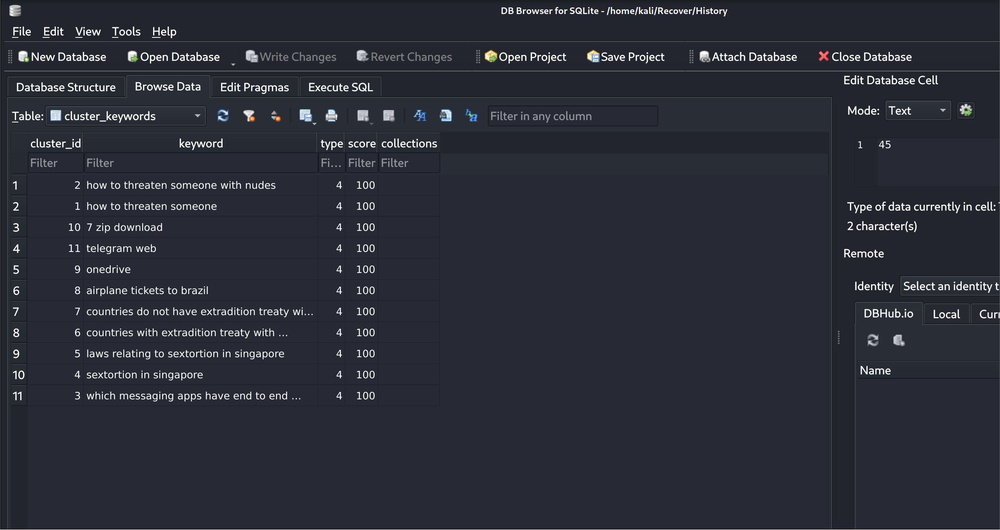 DB Browser for SQLite - /home/kali/Recover/History
File Edit View Tools Help
New Database Open Database Write Changes Revert Changes Open Project Save Project Attach Database Close Database
Database Structure Browse Data Edit Pragmas Execute SQL
Table: cluster_keywords Filter in any column
cluster_id keyword type score collections
Filter Filter Fi... Filter Filter
1 2 how to threaten someone with nudes 4 100
2 1 how to threaten someone 4 100
3 10 7 zip download 4 100
4 11 telegram web 4 100
5 9 onedrive 4 100
6 8 airplane tickets to brazil 4 100
7 7 countries do not have extradition treaty wi... 4 100
8 6 countries with extradition treaty with ... 4 100
9 5 laws relating to sextortion in singapore 4 100
10 4 sextortion in singapore 4 100
11 3 which messaging apps have end to end ... 4 100
Edit Database Cell
Mode: Text
1 45
Type of data currently in cell:
2 character(s)
Remote
Identity Select an identity t
DBHub.io Local Curr
Name